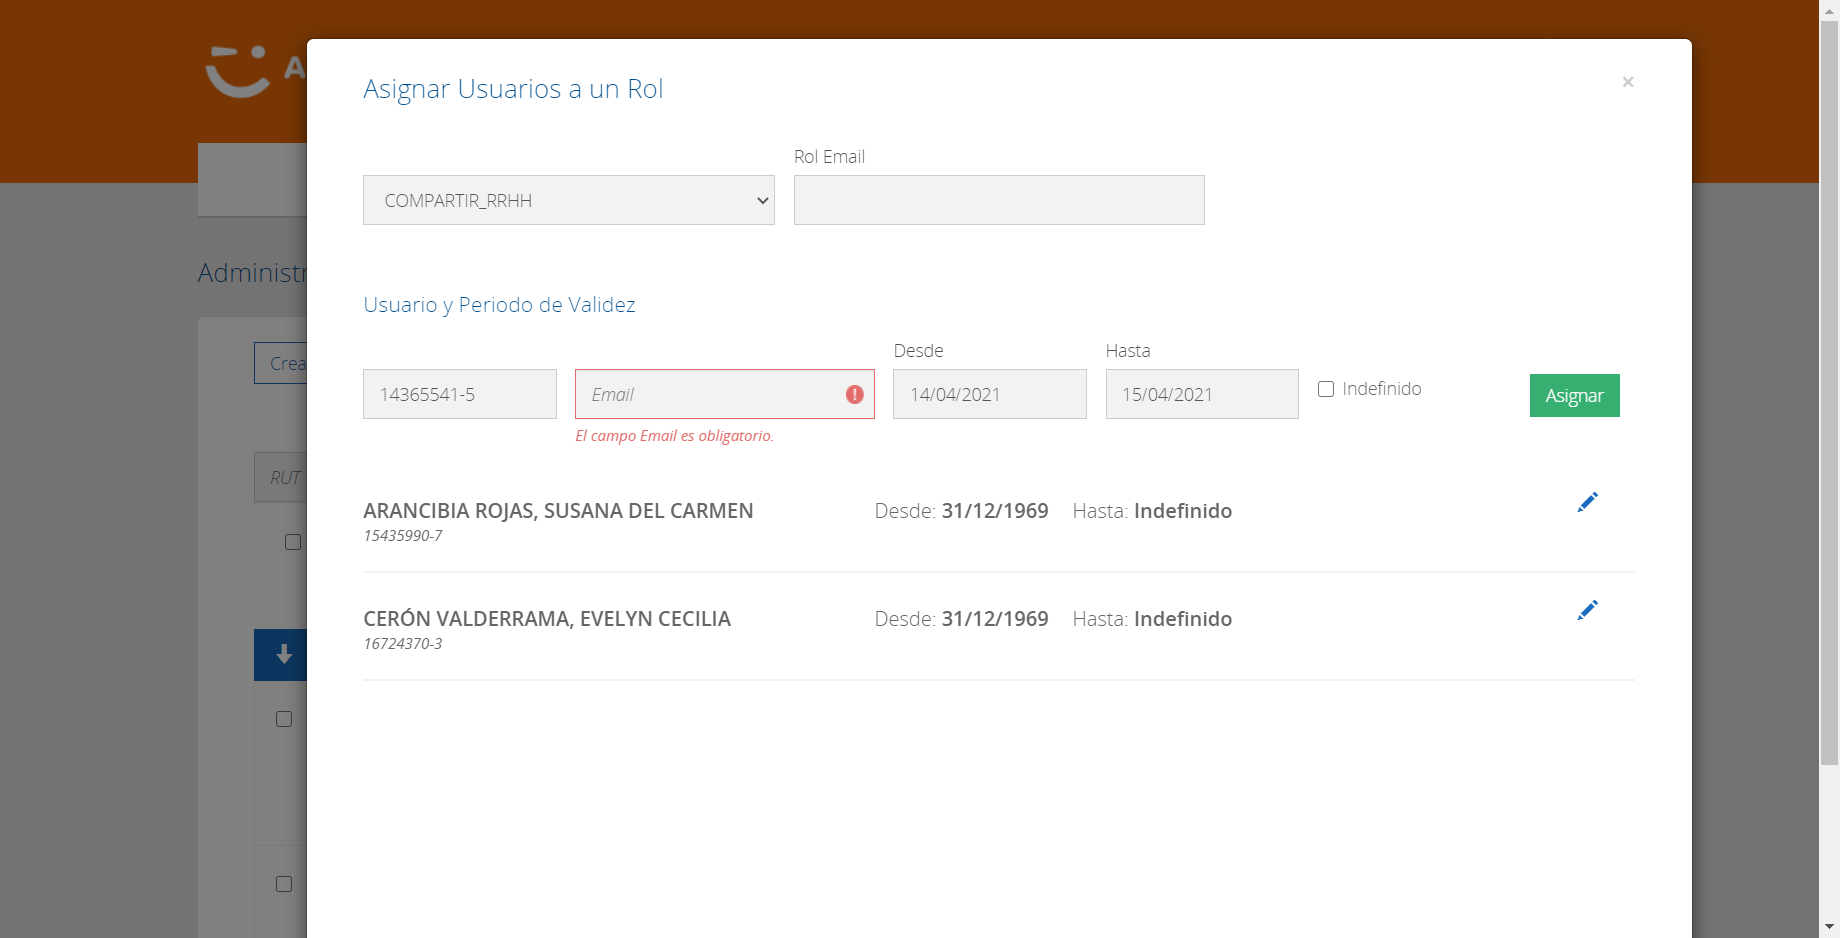 A
Asignar Usuarios a un Rol
×
Rol Email
COMPARTIR_RRHH
Administr
Usuario y Periodo de Validez
Crea
Desde
Hasta
14365541-5
Email
14/04/2021
15/04/2021
Indefinido
Asignar
El campo Email es obligatorio.
RUT
ARANCIBIA ROJAS, SUSANA DEL CARMEN
Desde: 31/12/1969
Hasta: Indefinido
15435990-7
CERÓN VALDERRAMA, EVELYN CECILIA
Desde: 31/12/1969
Hasta: Indefinido
16724370-3